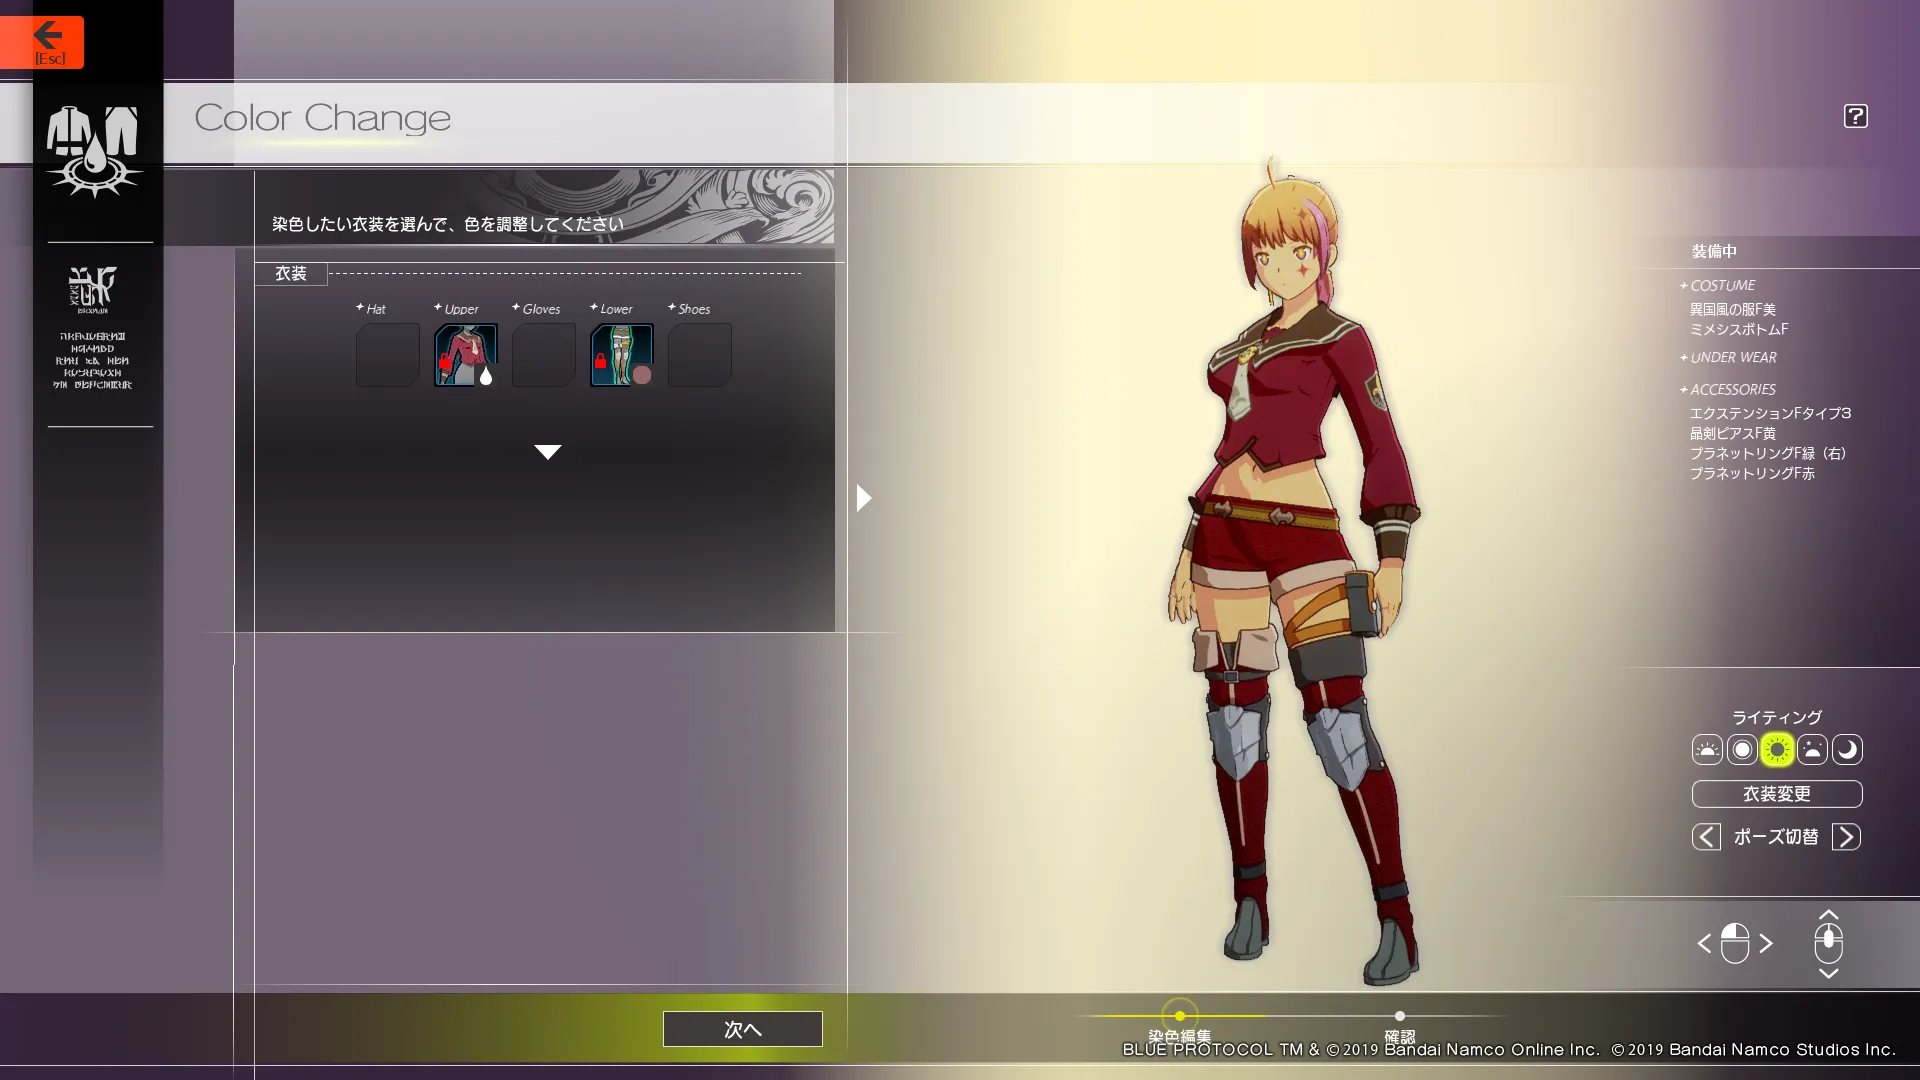 [Esc]
Color Change
?
染色したい衣装を選んで、色を調整してください
衣装
Hat
Upper
Gloves
Lower
Shoes
装備中
COSTUME
異国風の服F美
ミメシスボトムF
UNDER WEAR
ACCESSORIES
エクステンションFタイプ3
晶剣ピアスF黄
プラネットリングF緑（右）
プラネットリングF赤
ライティング
衣装変更
ポーズ切替
次へ
染色編集
確認
BLUE PROTOCOL TM & ©2019 Bandai Namco Online Inc. ©2019 Bandai Namco Studios Inc.